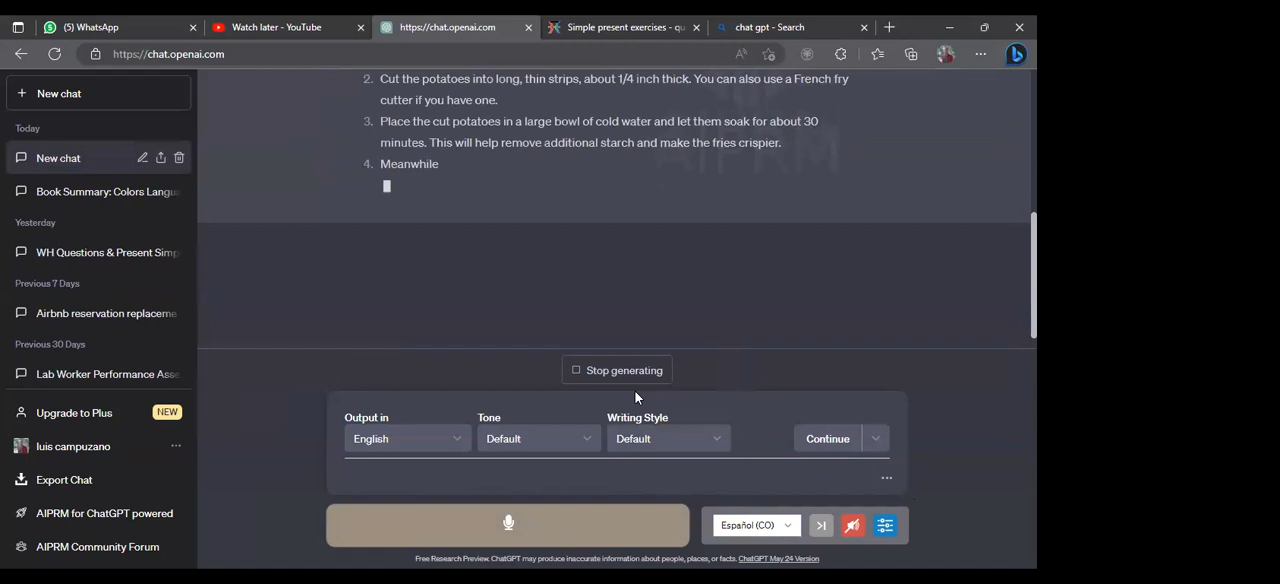 (5) WhatsApp
Watch later - YouTube
https://chat.openai.com
Simple present exercises - qu
chat gpt - Search
https://chat.openai.com
New chat
Today
New chat
Book Summary: Colors Langu
Yesterday
WH Questions & Present Simp
Previous 7 Days
Airbnb reservation replaceme
Previous 30 Days
Lab Worker Performance Asse
Upgrade to Plus
NEW
luis campuzano
Export Chat
AIPRM for ChatGPT powered
AIPRM Community Forum
2. Cut the potatoes into long, thin strips, about 1/4 inch thick. You can also use a French fry
cutter if you have one.
3. Place the cut potatoes in a large bowl of cold water and let them soak for about 30
minutes. This will help remove additional starch and make the fries crispier.
4. Meanwhile
AIPRM
Stop generating
Output in
Tone
Writing Style
English
Default
Default
Continue
Español (CO)
Free Research Preview. ChatGPT may produce inaccurate information about people, places, or facts. ChatGPT May 24 Version